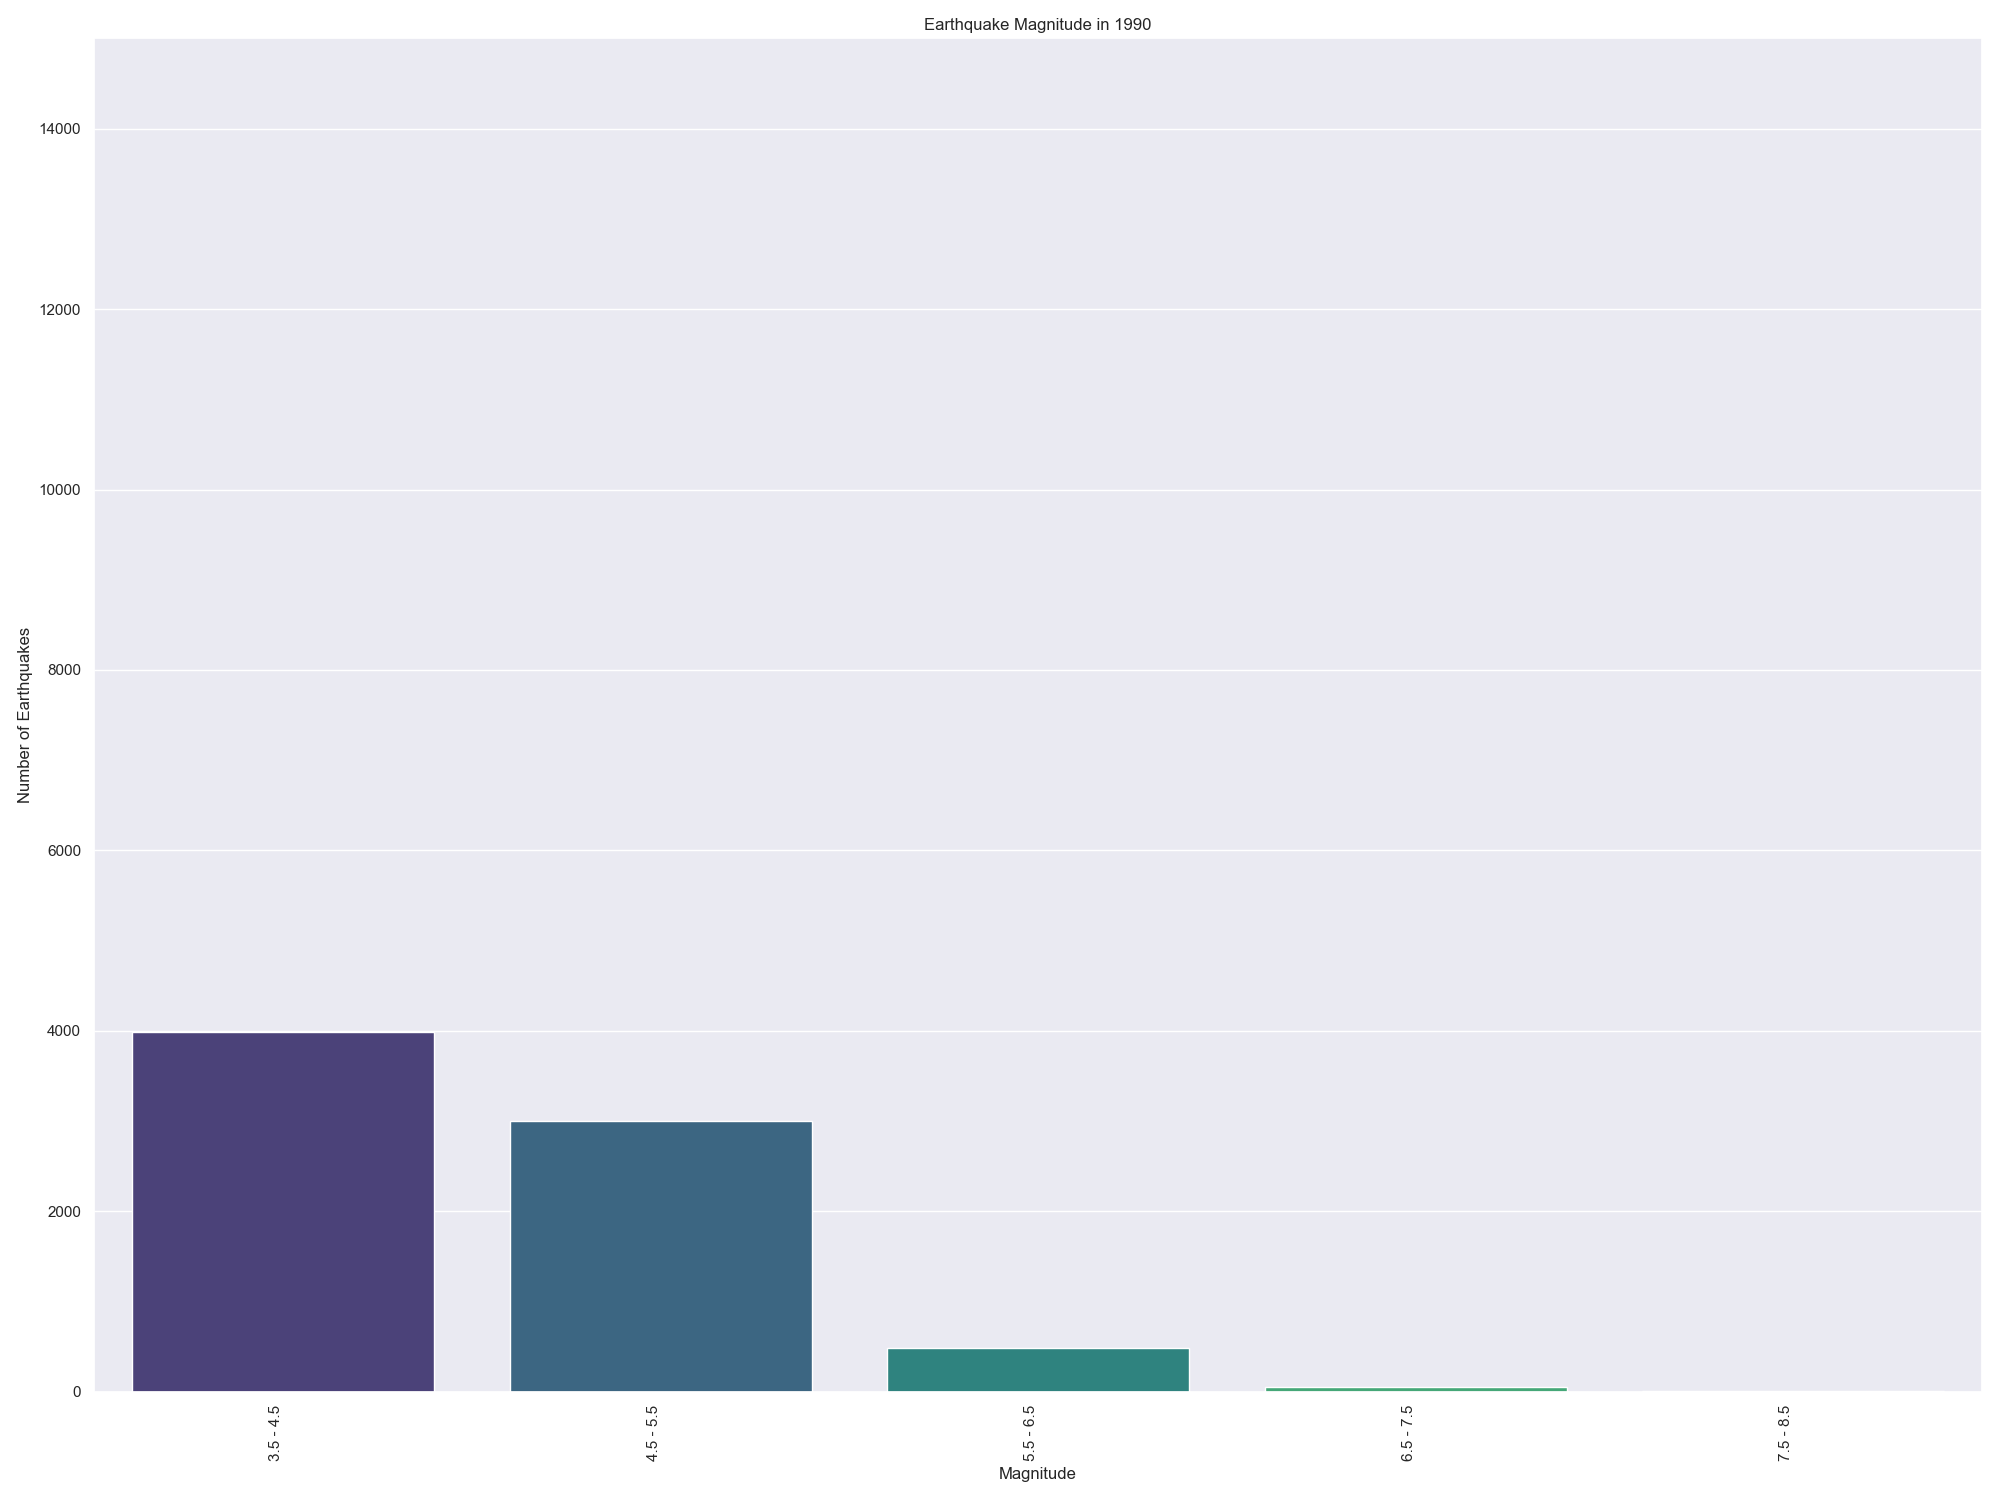 Earthquake Magnitude in 1990
Number of Earthquakes
14000
12000
10000
8000
6000
4000
2000
0
3.5 - 4.5
4.5 - 5.5
5.5 - 6.5
6.5 - 7.5
7.5 - 8.5
Magnitude